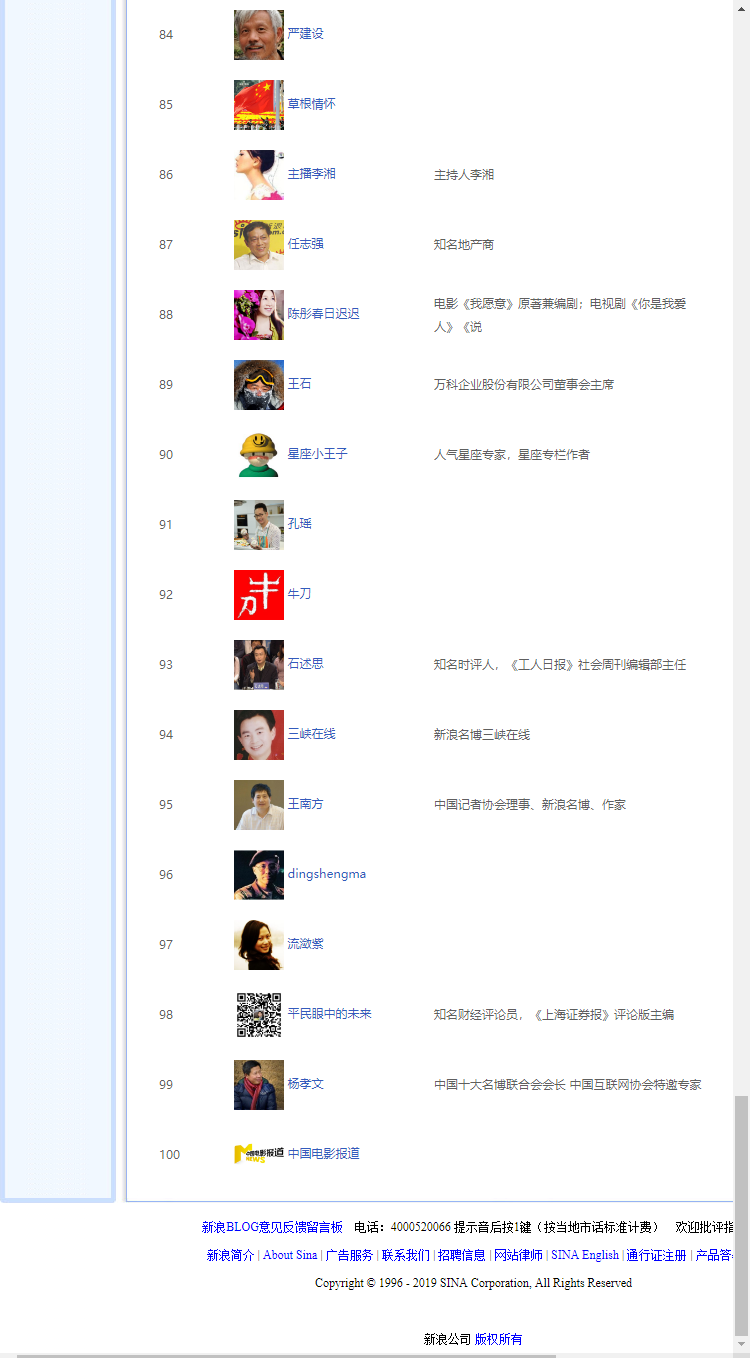 84 严建设
85 草根情怀
86 主播李湘 主持人李湘
87 任志强 知名地产商
88 陈彤春日迟迟 电影《我愿意》原著兼编剧；电视剧《你是我爱
人》《说
89 王石 万科企业股份有限公司董事会主席
90 星座小王子 人气星座专家，星座专栏作者
91 孔瑶
92 牛刀
93 石述思 知名时评人，《工人日报》社会周刊编辑部主任
94 三峡在线 新浪名博三峡在线
95 王南方 中国记者协会理事、新浪名博、作家
96 dingshengma
97 流潋紫
98 平民眼中的未来 知名财经评论员，《上海证券报》评论版主编
99 杨孝文 中国十大名博联合会会长 中国互联网协会特邀专家
100 中国电影报道 NEWS 中国电影报道
新浪BLOG意见反馈留言板 电话：4000520066 提示音后按1键（按当地市话标准计费） 欢迎批评指
新浪简介 | About Sina | 广告服务 | 联系我们 | 招聘信息 | 网站律师 | SINA English | 通行证注册 | 产品答
Copyright © 1996 - 2019 SINA Corporation, All Rights Reserved
新浪公司 版权所有